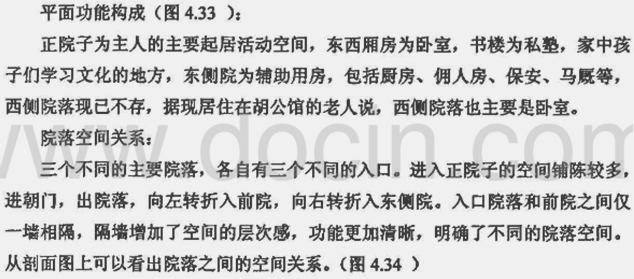 平面功能构成（图 4.33 ）：
正院子为主人的主要起居活动空间，东西厢房为卧室，书楼为私塾，家中孩
子们学习文化的地方，东侧院为辅助用房，包括厨房、佣人房、保安、马厩等，
西侧院落现已不存，据现居住在胡公馆的老人说，西侧院落也主要是卧室。
院落空间关系：
三个不同的主要院落，各自有三个不同的入口。进入正院子的空间铺陈较多，
进朝门，出院落，向左转折入前院，向右转折入东侧院。入口院落和前院之间仅
一墙相隔，隔墙增加了空间的层次感，功能更加清晰，明确了不同的院落空间。
从剖面图上可以看出院落之间的空间关系。（图 4.34 ）
www.docin.com